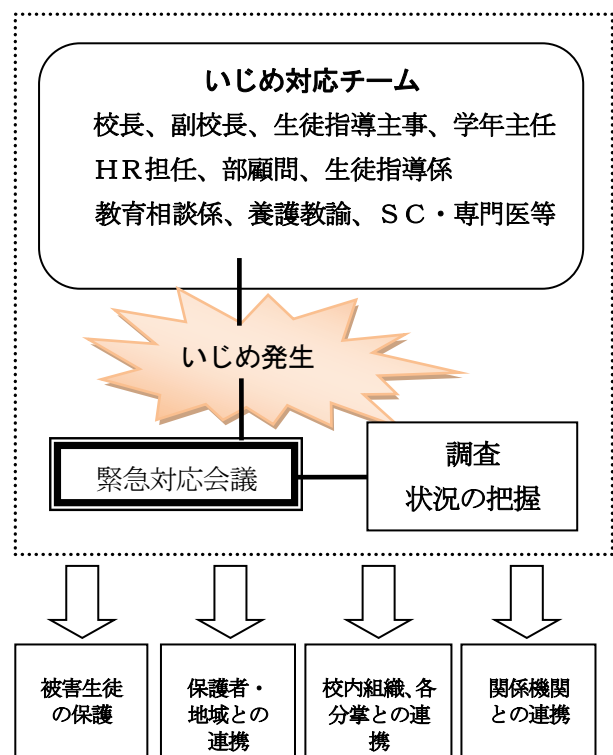 いじめ対応チーム
校長、副校長、生徒指導主事、学年主任
ＨＲ担任、部顧問、生徒指導係
教育相談係、養護教諭、ＳＣ・専門医等
いじめ発生
緊急対応会議
調査
状況の把握
被害生徒
の保護
保護者・
地域との
連携
校内組織、各
分掌との連
携
関係機関
との連携